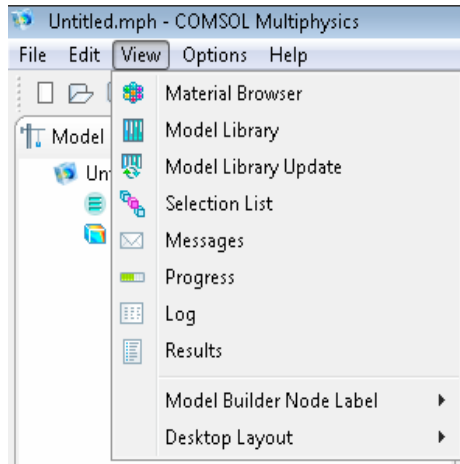 Untitled.mph - COMSOL Multiphysics
File Edit View Options Help
Material Browser
Model
Model Library
Model Library Update
Selection List
Messages
Progress
Log
Results
Model Builder Node Label
Desktop Layout